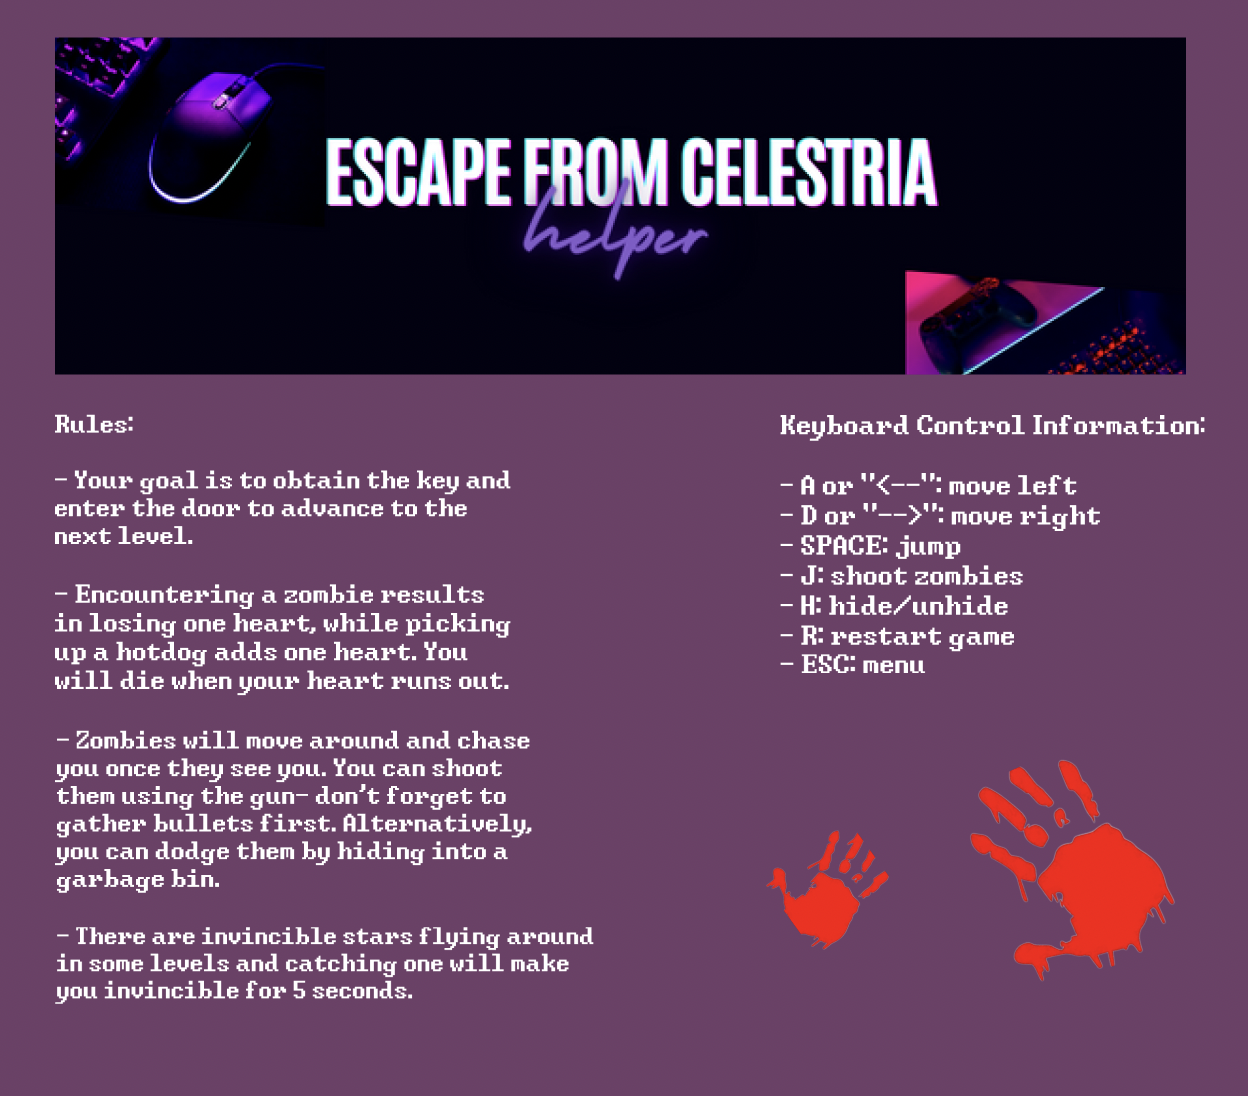 ESCAPE FROM CELESTRIA
helper
Rules:
- Your goal is to obtain the key and
enter the door to advance to the
next level.
- Encountering a zombie results
in losing one heart, while picking
up a hotdog adds one heart. You
will die when your heart runs out.
- Zombies will move around and chase
you once they see you. You can shoot
them using the gun- don't forget to
gather bullets first. Alternatively,
you can dodge them by hiding into a
garbage bin.
- There are invincible stars flying around
in some levels and catching one will make
you invincible for 5 seconds.
Keyboard Control Information:
- A or "<--": move left
- D or "-->": move right
- SPACE: jump
- J: shoot zombies
- H: hide/unhide
- R: restart game
- ESC: menu